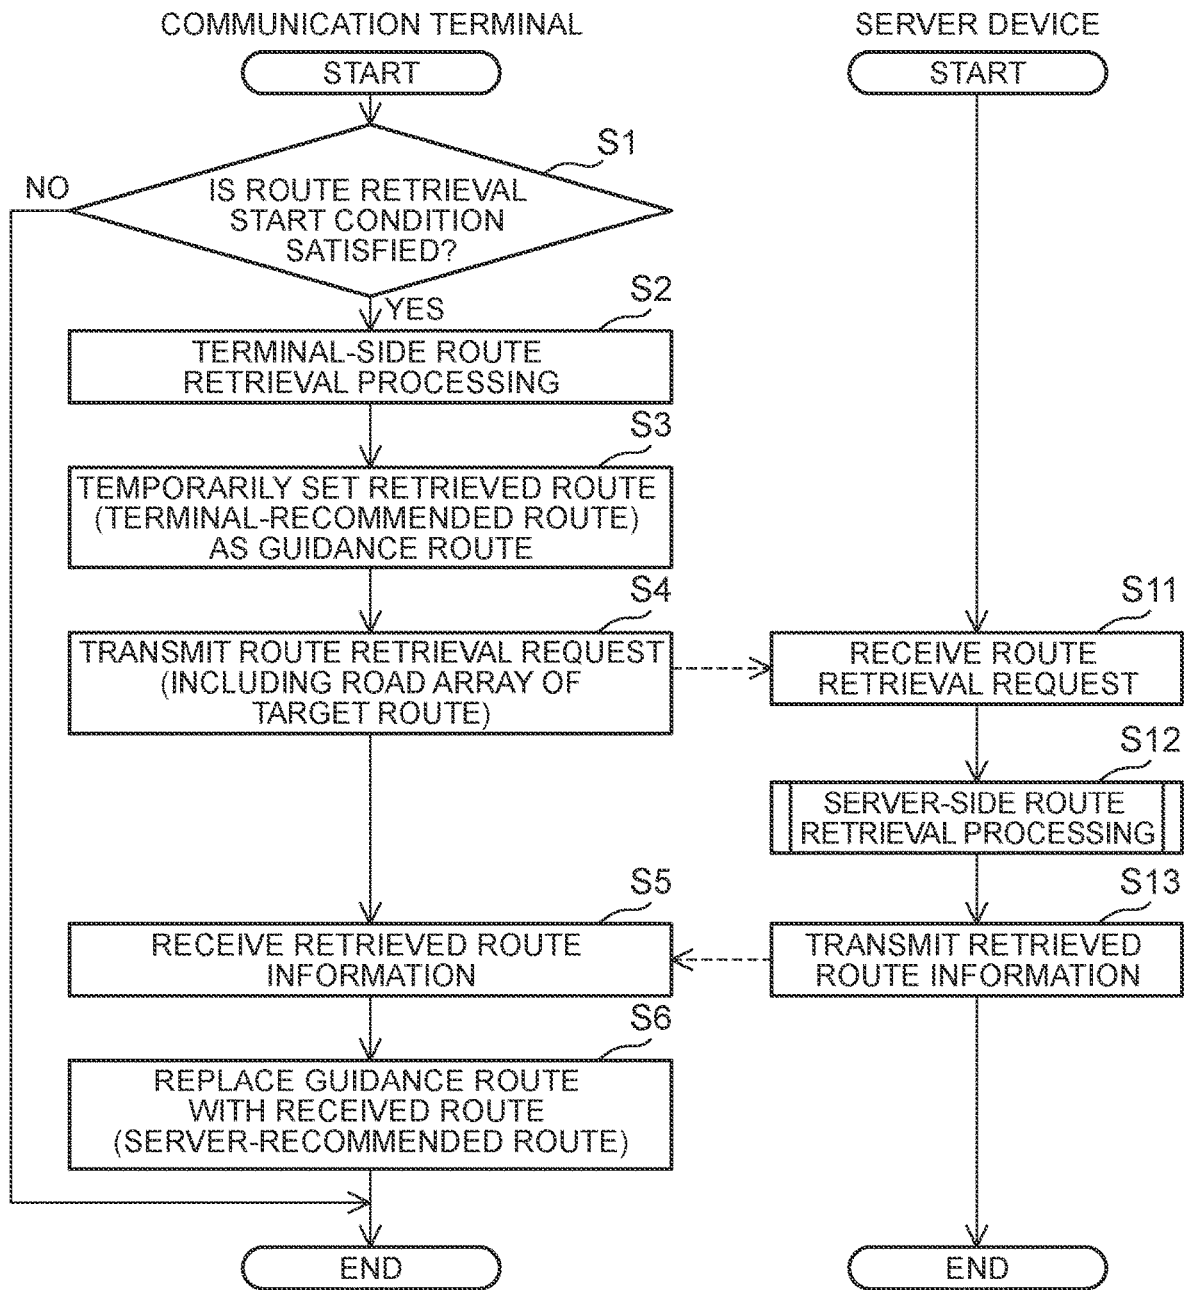 COMMUNICATION TERMINAL
START
S1
NO
IS ROUTE RETRIEVAL
START CONDITION
SATISFIED?
YES
S2
TERMINAL-SIDE ROUTE
RETRIEVAL PROCESSING
S3
TEMPORARILY SET RETRIEVED ROUTE
(TERMINAL-RECOMMENDED ROUTE)
AS GUIDANCE ROUTE
S4
TRANSMIT ROUTE RETRIEVAL REQUEST
(INCLUDING ROAD ARRAY OF
TARGET ROUTE)
S5
RECEIVE RETRIEVED ROUTE
INFORMATION
S6
REPLACE GUIDANCE ROUTE
WITH RECEIVED ROUTE
(SERVER-RECOMMENDED ROUTE)
END
SERVER DEVICE
START
S11
RECEIVE ROUTE
RETRIEVAL REQUEST
S12
SERVER-SIDE ROUTE
RETRIEVAL PROCESSING
S13
TRANSMIT RETRIEVED
ROUTE INFORMATION
END